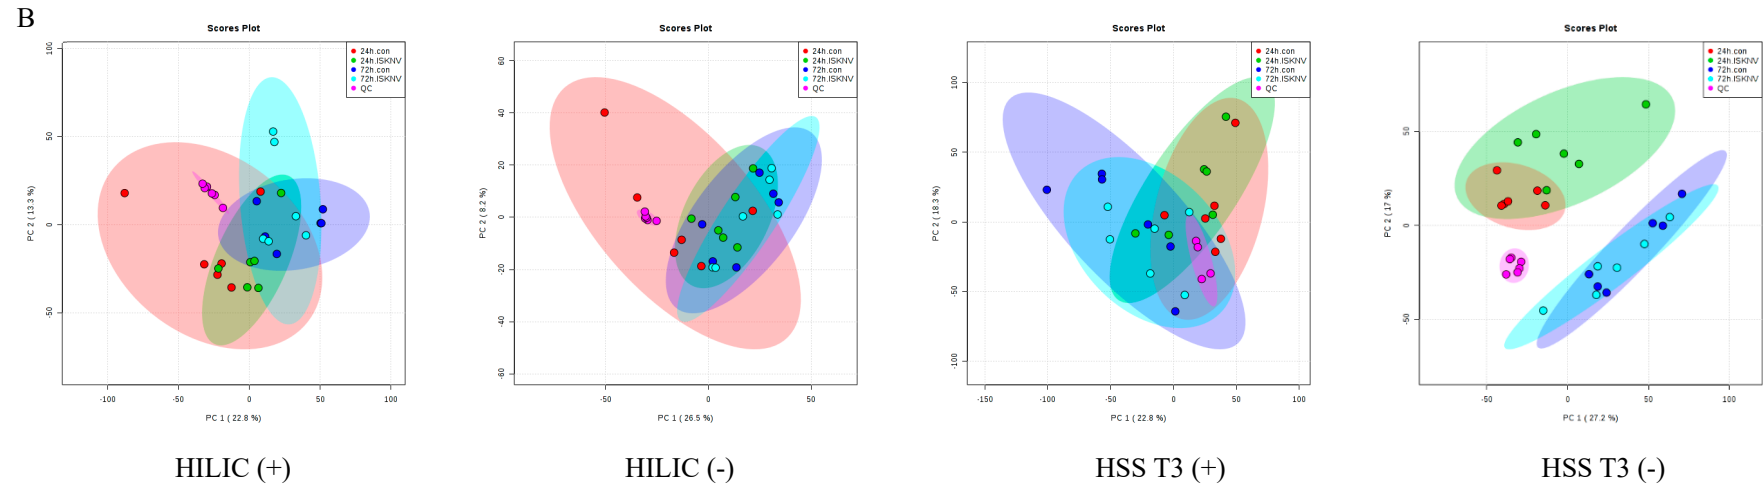 B
Scores Plot
24h.con
24h.ISKNV
72h.con
72h.ISKNV
QC
PC 2 ( 13.3 %)
100
50
0
-50
-100
-50
0
50
100
PC 1 ( 22.8 %)
HILIC (+)
Scores Plot
24h.con
24h.ISKNV
72h.con
72h.ISKNV
QC
PC 2 ( 8.2 %)
60
40
20
0
-20
-40
-60
-50
0
50
PC 1 ( 26.5 %)
HILIC (-)
Scores Plot
24h.con
24h.ISKNV
72h.con
72h.ISKNV
QC
PC 2 ( 18.3 %)
100
50
0
-50
-100
-150
-100
-50
0
50
100
PC 1 ( 22.8 %)
HSS T3 (+)
Scores Plot
24h.con
24h.ISKNV
72h.con
72h.ISKNV
QC
PC 2 ( 17 %)
50
0
-50
-50
0
50
100
PC 1 ( 27.2 %)
HSS T3 (-)